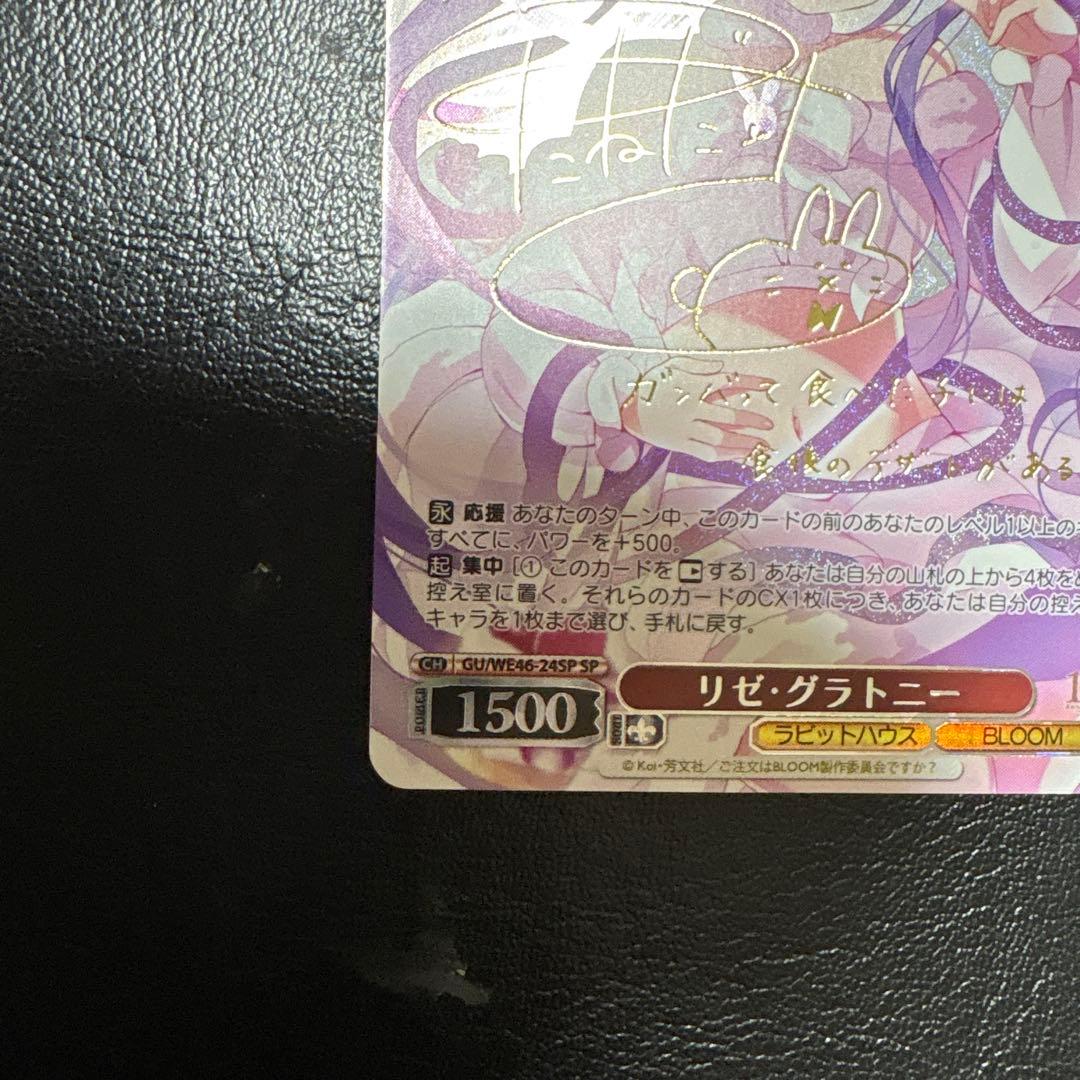 ガンバって食べた子には
食後のデザートがある
永 応援 あなたのターン中、このカードの前のあなたのレベル1以上の
すべてに、パワーを+500。
起 集中 [① このカードを する] あなたは自分の山札の上から4枚を
控え室に置く。それらのカードのCX1枚につき、あなたは自分の控え
キャラを1枚まで選び、手札に戻す。
CH GU/WE46-24SP SP
リゼ・グラトニー
POWER 1500
ラビットハウス BLOOM
© Koi・芳文社／ご注文はBLOOM製作委員会ですか？